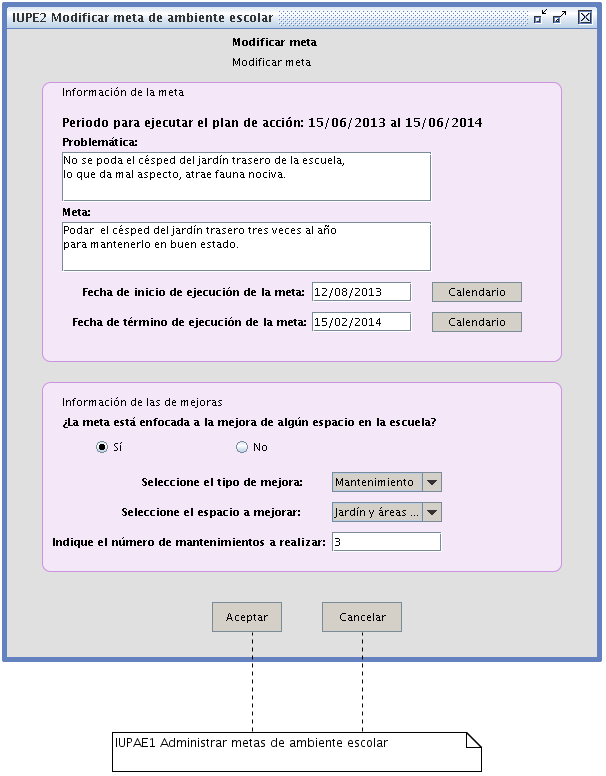 IUPE2 Modificar meta de ambiente escolar
Modificar meta
Modificar meta
Información de la meta
Periodo para ejecutar el plan de acción: 15/06/2013 al 15/06/2014
Problemática:
No se poda el césped del jardín trasero de la escuela,
lo que da mal aspecto, atrae fauna nociva.
Meta:
Podar  el césped del jardín trasero tres veces al año
para mantenerlo en buen estado.
Fecha de inicio de ejecución de la meta: 12/08/2013 Calendario
Fecha de término de ejecución de la meta: 15/02/2014 Calendario
Información de las de mejoras
¿La meta está enfocada a la mejora de algún espacio en la escuela?
Sí No
Seleccione el tipo de mejora: Mantenimiento
Seleccione el espacio a mejorar: Jardín y áreas ...
Indique el número de mantenimientos a realizar: 3
Aceptar Cancelar
IUPAE1 Administrar metas de ambiente escolar